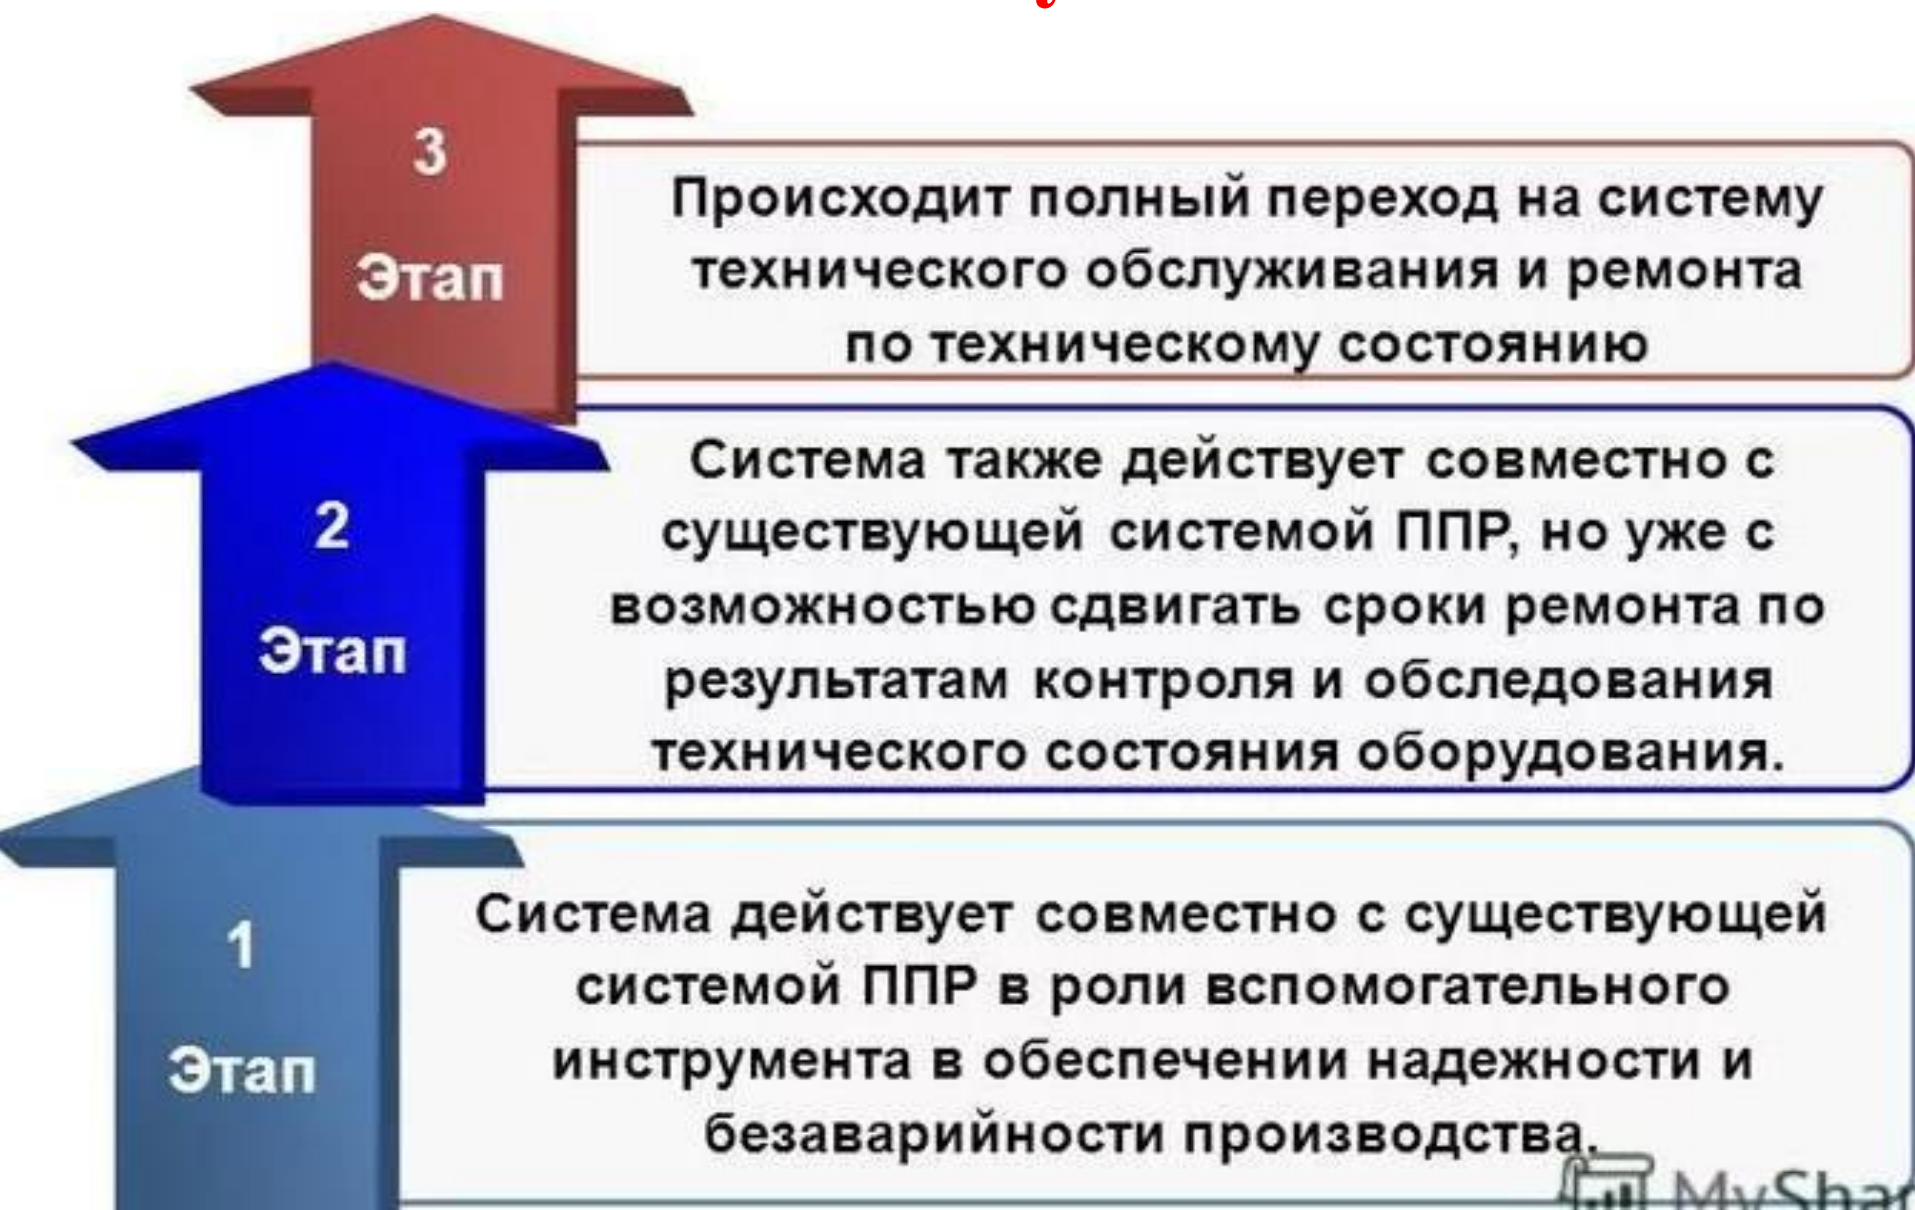 3
Этап
Происходит полный переход на систему
технического обслуживания и ремонта
по техническому состоянию
2
Этап
Система также действует совместно с
существующей системой ППР, но уже с
возможностью сдвигать сроки ремонта по
результатам контроля и обследования
технического состояния оборудования.
1
Этап
Система действует совместно с существующей
системой ППР в роли вспомогательного
инструмента в обеспечении надежности и
безаварийности производства.